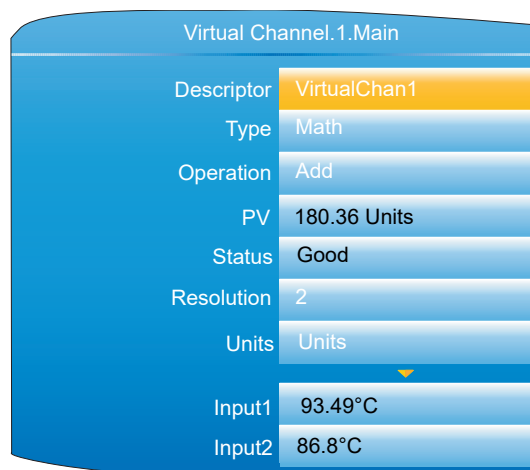 Virtual Channel.1.Main
Descriptor VirtualChan1
Type Math
Operation Add
PV 180.36 Units
Status Good
Resolution 2
Units Units
Input1 93.49°C
Input2 86.8°C